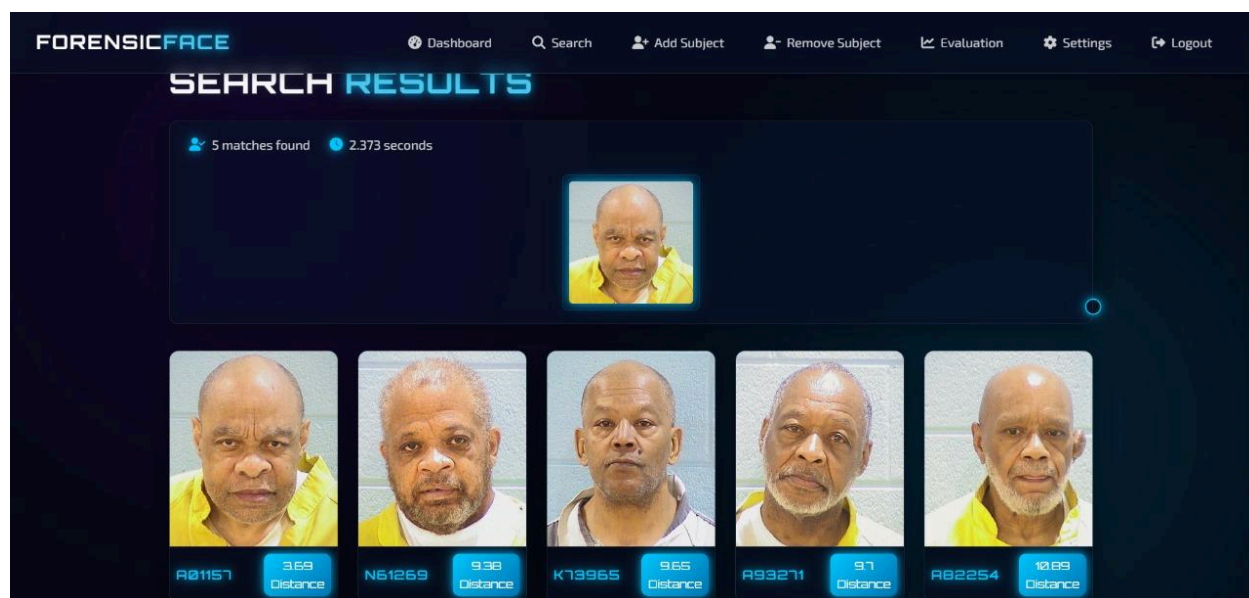 FORENSICFACE
Dashboard
Search
Add Subject
Remove Subject
Evaluation
Settings
Logout
SEARCH RESULTS
5 matches found
2.373 seconds
A01157
3.69
Distance
N61269
9.38
Distance
K73965
9.65
Distance
A93271
9.7
Distance
A82254
10.89
Distance